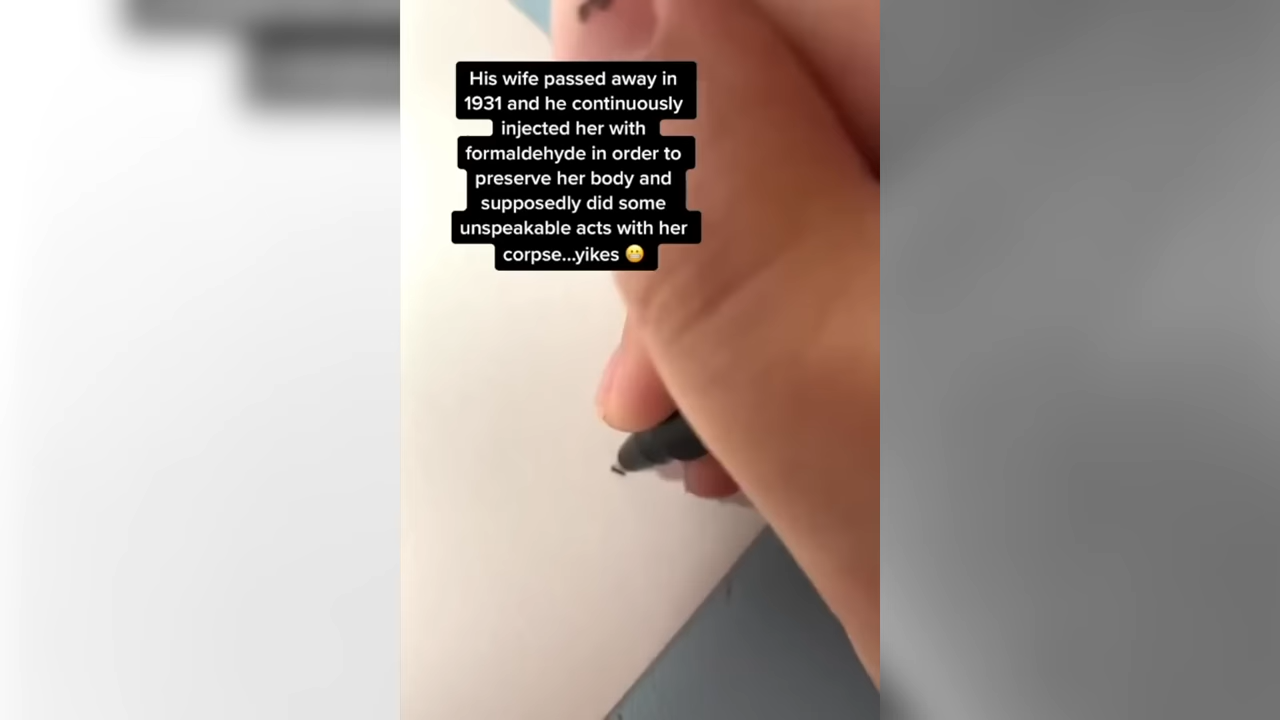 His wife passed away in
1931 and he continuously
injected her with
formaldehyde in order to
preserve her body and
supposedly did some
unspeakable acts with her
corpse...yikes 😬